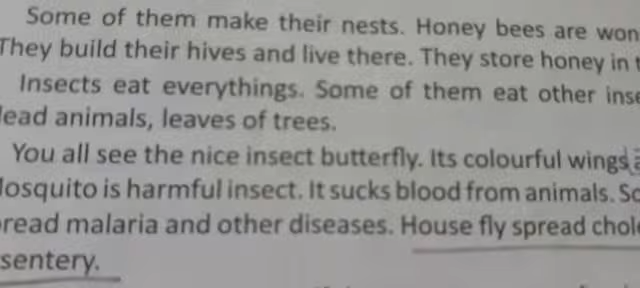 Some of them make their nests. Honey bees are won
They build their hives and live there. They store honey in t
Insects eat everythings. Some of them eat other inse
lead animals, leaves of trees.
You all see the nice insect butterfly. Its colourful wings a
Mosquito is harmful insect. It sucks blood from animals. So
read malaria and other diseases. House fly spread chole
sentery.